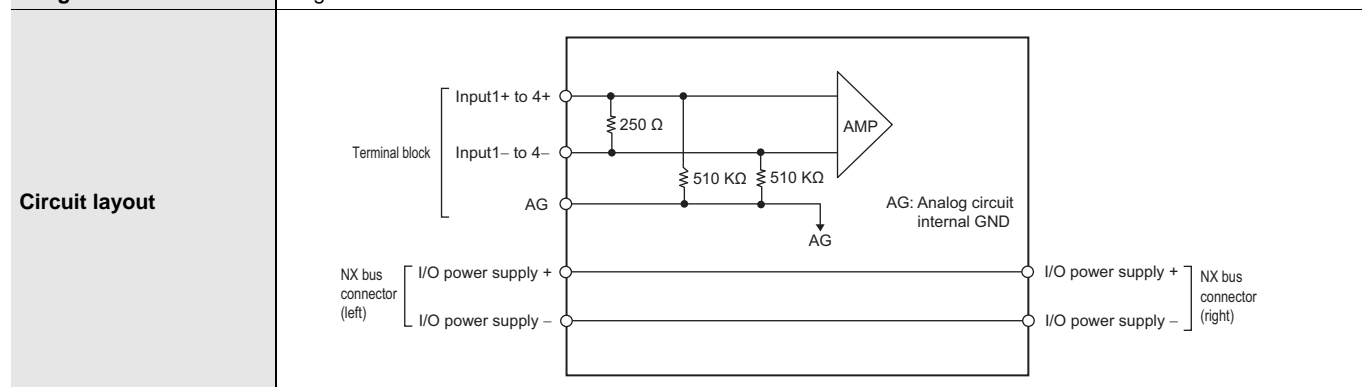 Circuit layout
Terminal block
Input1+ to 4+
Input1− to 4−
AG
250 Ω
510 KΩ
510 KΩ
AMP
AG
AG: Analog circuit
internal GND
NX bus
connector
(left)
I/O power supply +
I/O power supply −
I/O power supply +
I/O power supply −
NX bus
connector
(right)